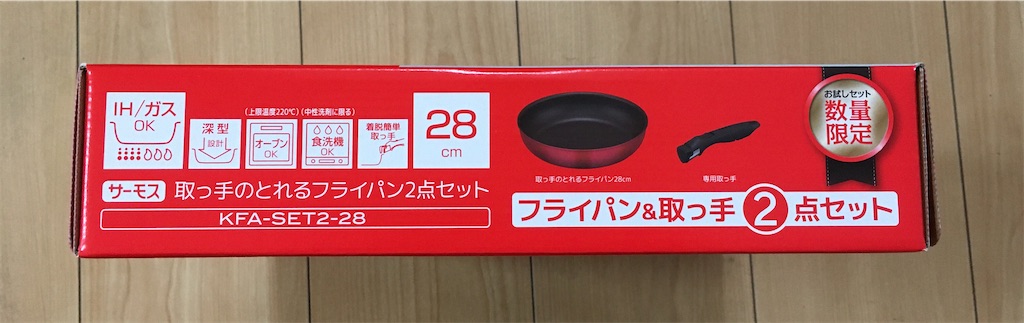 IH/ガス
OK
深型
設計
(上限温度220℃)
オーブン
OK
(中性洗剤に限る)
食洗機
OK
着脱簡単
取っ手
28
cm
サーモス 取っ手のとれるフライパン2点セット
KFA-SET2-28
取っ手のとれるフライパン28cm
専用取っ手
フライパン&取っ手2点セット
お試しセット
数量
限定